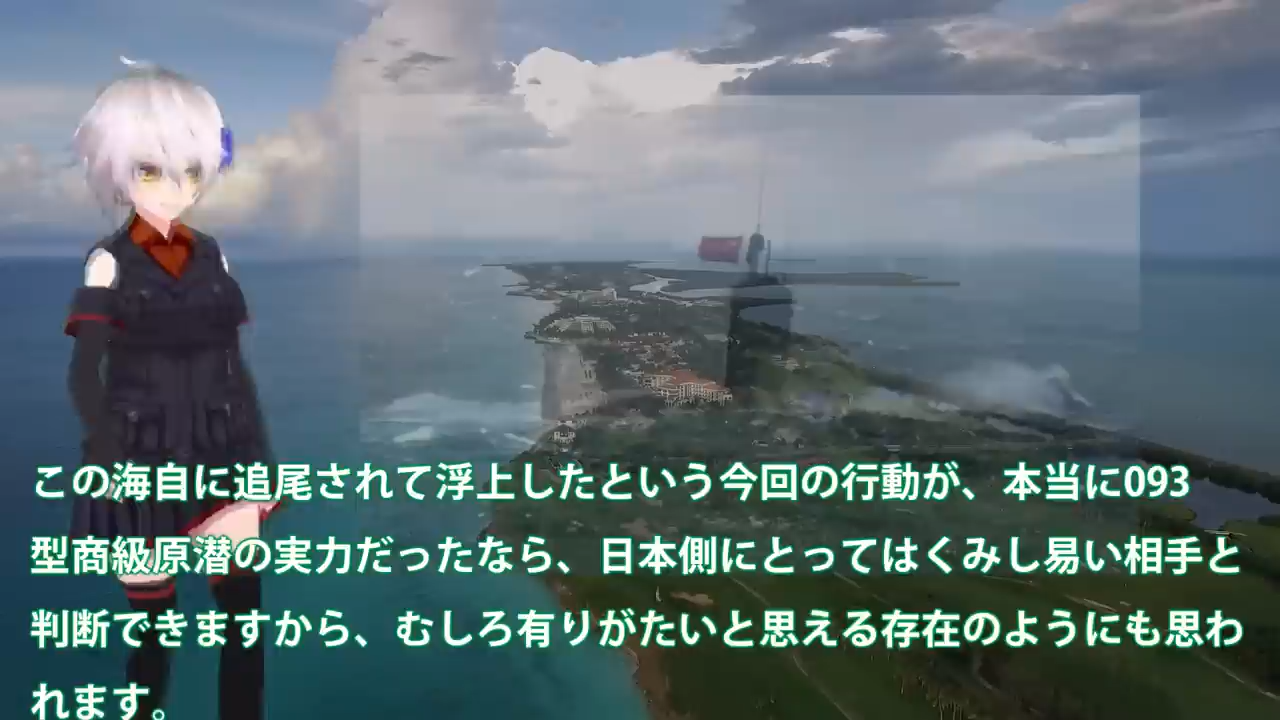 この海自に追尾されて浮上したという今回の行動が、本当に093
型商級原潜の実力だったなら、日本側にとってはくみし易い相手と
判断できますから、むしろ有りがたいと思える存在のようにも思わ
れます。